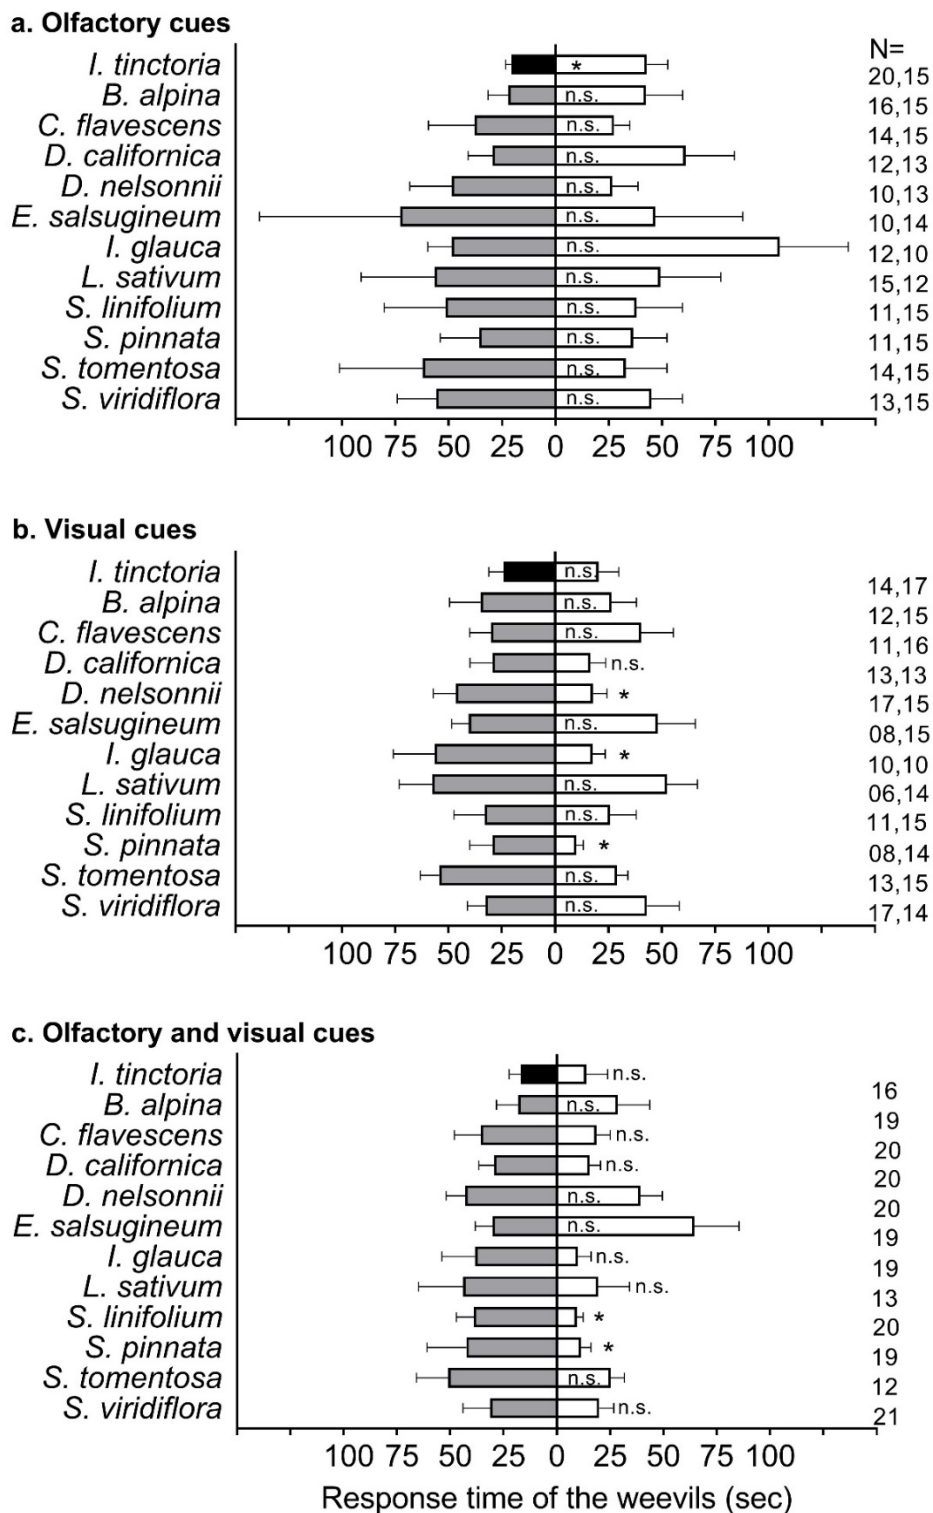 a. Olfactory cues
N=
I. tinctoria * 20,15
B. alpina n.s. 16,15
C. flavescens n.s. 14,15
D. californica n.s. 12,13
D. nelsonnii n.s. 10,13
E. salsugineum n.s. 10,14
I. glauca n.s. 12,10
L. sativum n.s. 15,12
S. linifolium n.s. 11,15
S. pinnata n.s. 11,15
S. tomentosa n.s. 14,15
S. viridiflora n.s. 13,15
100 75 50 25 0 25 50 75 100
b. Visual cues
I. tinctoria n.s. 14,17
B. alpina n.s. 12,15
C. flavescens n.s. 11,16
D. californica n.s. 13,13
D. nelsonnii * 17,15
E. salsugineum n.s. 08,15
I. glauca * 10,10
L. sativum n.s. 06,14
S. linifolium n.s. 11,15
S. pinnata * 08,14
S. tomentosa n.s. 13,15
S. viridiflora n.s. 17,14
100 75 50 25 0 25 50 75 100
c. Olfactory and visual cues
I. tinctoria n.s. 16
B. alpina n.s. 19
C. flavescens n.s. 20
D. californica n.s. 20
D. nelsonnii n.s. 20
E. salsugineum n.s. 19
I. glauca n.s. 19
L. sativum n.s. 13
S. linifolium * 20
S. pinnata * 19
S. tomentosa n.s. 12
S. viridiflora n.s. 21
100 75 50 25 0 25 50 75 100
Response time of the weevils (sec)